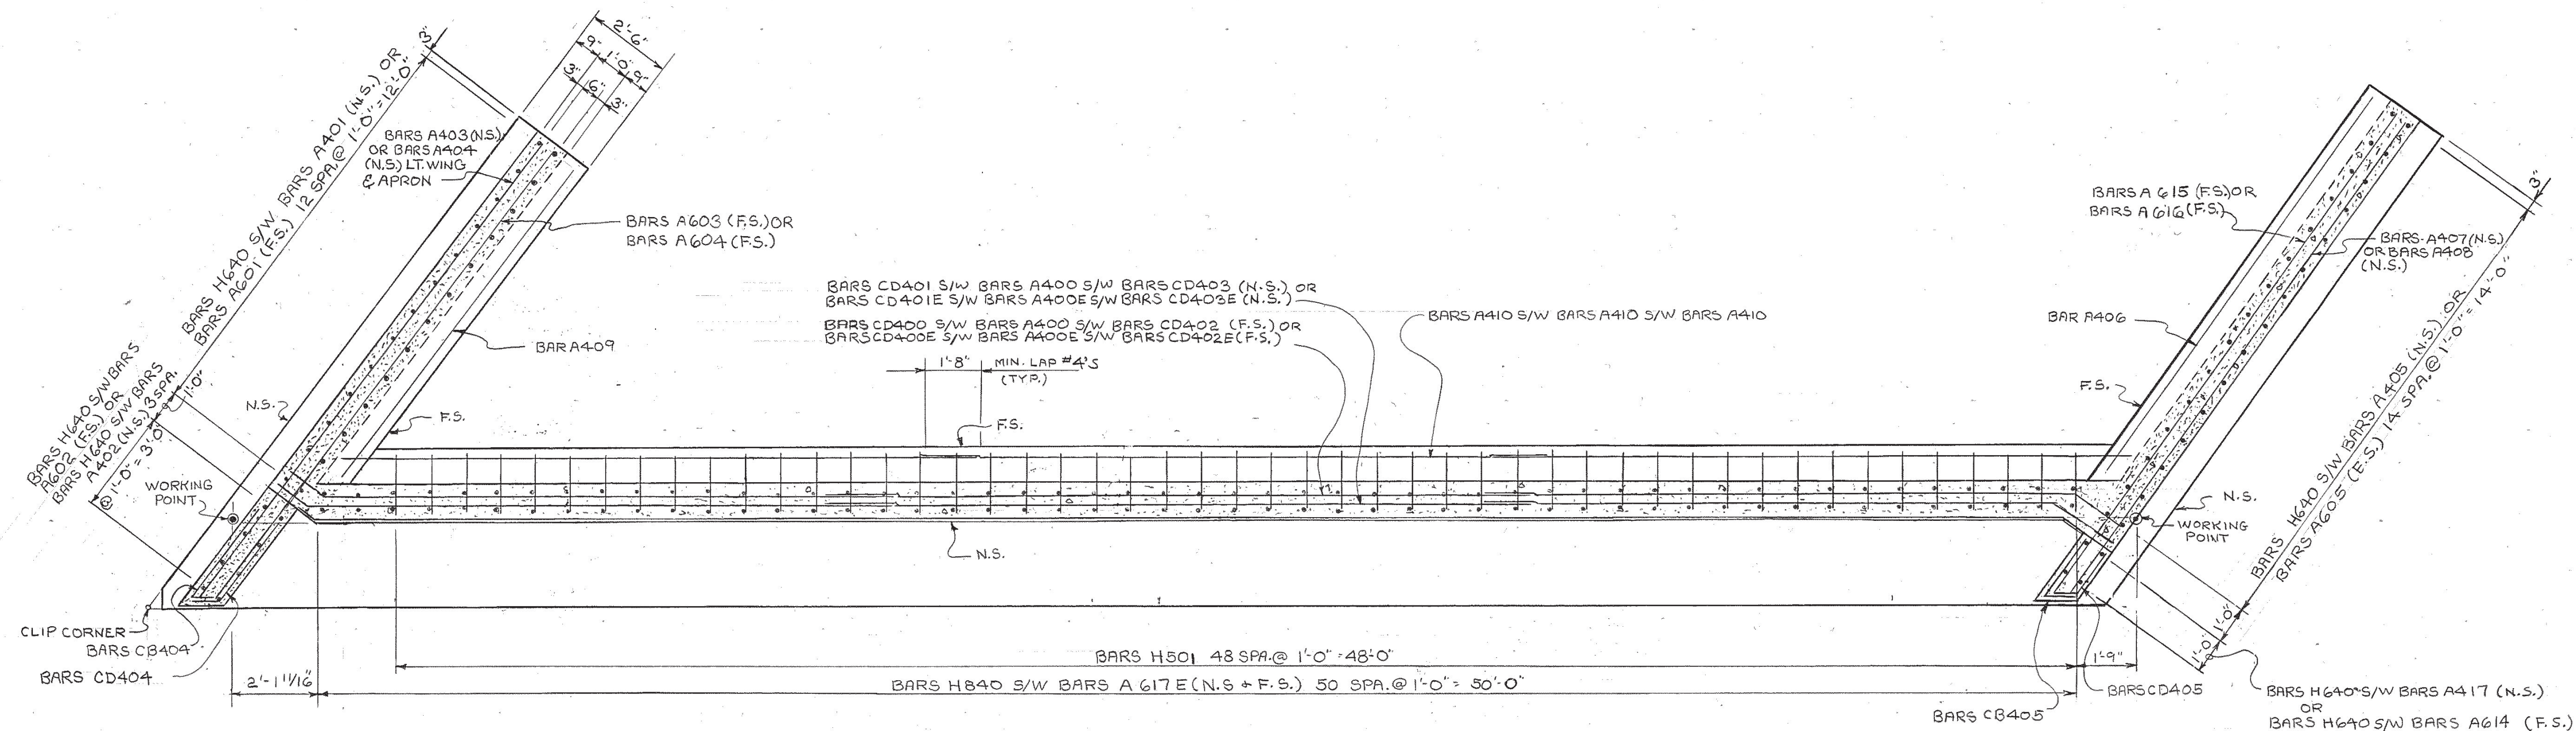 3"
BARS H640 S/W BARS A401 (N.S.) OR
BARS A601 (F.S.) 12 SPA.@ 1'-0"=12'-0"
2'-6"
9" 1'-0" 9"
3" 6" 3"
BARS A403 (N.S.)
OR BARS A404
(N.S.) LT. WING
& APRON
BARS A603 (F.S.) OR
BARS A604 (F.S.)
BAR A409
F.S.
N.S.
1'-0"
BARS H640 S/W BARS
A602 (F.S.) OR
BARS H640 S/W BARS
A402 (N.S.) 3 SPA.
@ 1'-0" = 3'-0"
WORKING
POINT
CLIP CORNER
BARS CB404
BARS CD404
2'-1 11/16"
BARS CD401 S/W BARS A400 S/W BARS CD403 (N.S.) OR
BARS CD401E S/W BARS A400E S/W BARS CD403E (N.S.)
BARS CD400 S/W BARS A400 S/W BARS CD402 (F.S.) OR
BARS CD400E S/W BARS A400E S/W BARS CD402E (F.S.)
1'-8" MIN. LAP #4'S
(TYP.)
F.S.
N.S.
BARS A410 S/W BARS A410 S/W BARS A410
BARS H501 48 SPA.@ 1'-0" = 48'-0"
BARS H840 S/W BARS A617E (N.S & F.S.) 50 SPA.@ 1'-0" = 50'-0"
1'-9"
BARS A615 (F.S.) OR
BARS A616 (F.S.)
BARS A407 (N.S.)
OR BARS A408
(N.S.)
BAR A406
F.S.
3"
BARS H640 S/W BARS A405 (N.S.) OR
BARS A605 (F.S.) 14 SPA.@ 1'-0" = 14'-0"
N.S.
WORKING
POINT
1'-0"
1'-0"
BARS CD405
BARS CB405
BARS H640 S/W BARS A417 (N.S.)
OR
BARS H640 S/W BARS A614 (F.S.)